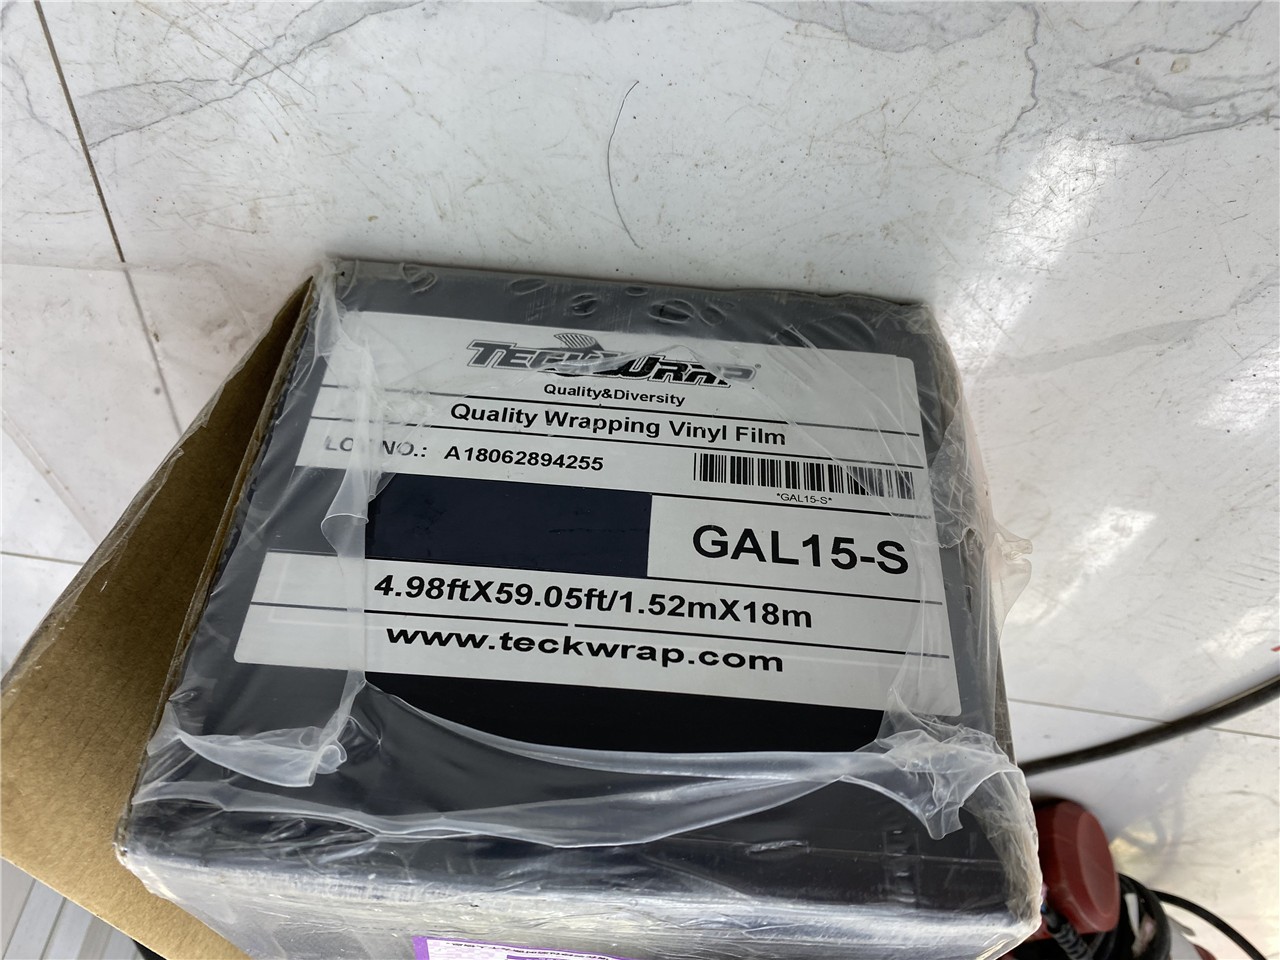 TECKWRAP
Quality&Diversity
Quality Wrapping Vinyl Film
LOT NO.: A18062894255
*GAL15-S*
GAL15-S
4.98ftX59.05ft/1.52mX18m
www.teckwrap.com